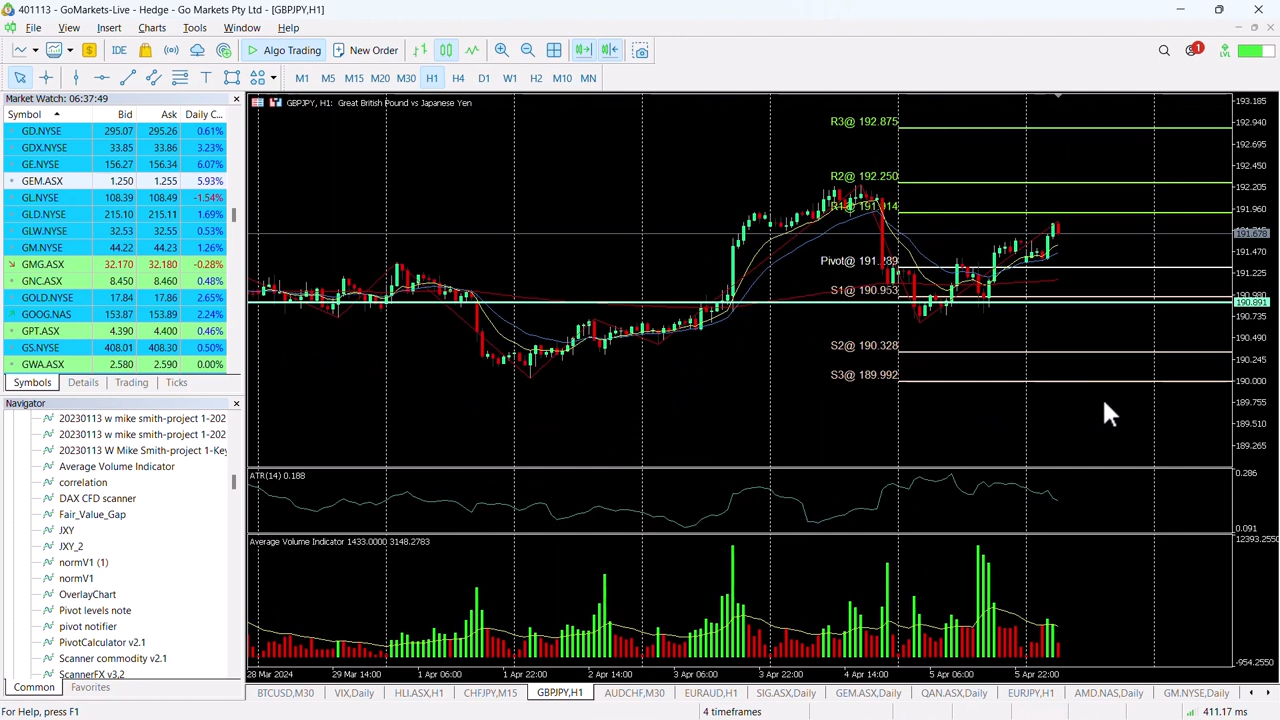 401113 - GoMarkets-Live - Hedge - Go Markets Pty Ltd - [GBPJPY,H1]
File View Insert Charts Tools Window Help
IDE Algo Trading New Order 1 LVL
M1 M5 M15 M20 M30 H1 H4 D1 W1 H2 M10 MN
Market Watch: 06:37:49
Symbol Bid Ask Daily C...
GD.NYSE 295.07 295.26 0.61%
GDX.NYSE 33.85 33.86 3.23%
GE.NYSE 156.27 156.34 6.07%
GEM.ASX 1.250 1.255 5.93%
GL.NYSE 108.39 108.49 -1.54%
GLD.NYSE 215.10 215.11 1.69%
GLW.NYSE 32.53 32.55 0.53%
GM.NYSE 44.22 44.23 1.26%
GMG.ASX 32.170 32.180 -0.28%
GNC.ASX 8.450 8.460 0.48%
GOLD.NYSE 17.84 17.86 2.65%
GOOG.NAS 153.87 153.89 2.24%
GPT.ASX 4.390 4.400 0.46%
GS.NYSE 408.01 408.30 0.50%
GWA.ASX 2.580 2.590 0.00%
Symbols Details Trading Ticks
Navigator
20230113 w mike smith-project 1-202
20230113 w mike smith-project 1-202
20230113 W Mike Smith-project 1-Key
Average Volume Indicator
correlation
DAX CFD scanner
Fair_Value_Gap
JXY
JXY_2
normV1 (1)
normV1
OverlayChart
Pivot levels note
pivot notifier
PivotCalculator v2.1
Scanner commodity v2.1
ScannerFX v3.2
Common Favorites
GBPJPY, H1: Great British Pound vs Japanese Yen
R3@ 192.875
R2@ 192.250
Pivot@
S1@ 190.953
S2@ 190.328
S3@ 189.992
193.185
192.940
192.695
192.450
192.205
191.960
191.678
191.470
191.225
190.891
190.735
190.490
190.245
190.000
189.755
189.510
189.265
ATR(14) 0.188
0.286
0.091
Average Volume Indicator 1433.0000 3148.2783
12393.2550
-954.2550
28 Mar 2024 29 Mar 14:00 1 Apr 06:00 1 Apr 22:00 2 Apr 14:00 3 Apr 06:00 3 Apr 22:00 4 Apr 14:00 5 Apr 06:00 5 Apr 22:00
BTCUSD,M30 VIX,Daily HLI.ASX,H1 CHFJPY,M15 GBPJPY,H1 AUDCHF,M30 EURAUD,H1 SIG.ASX,Daily GEM.ASX,Daily QAN.ASX,Daily EURJPY,H1 AMD.NAS,Daily GM.NYSE,Daily
For Help, press F1
4 timeframes
411.17 ms